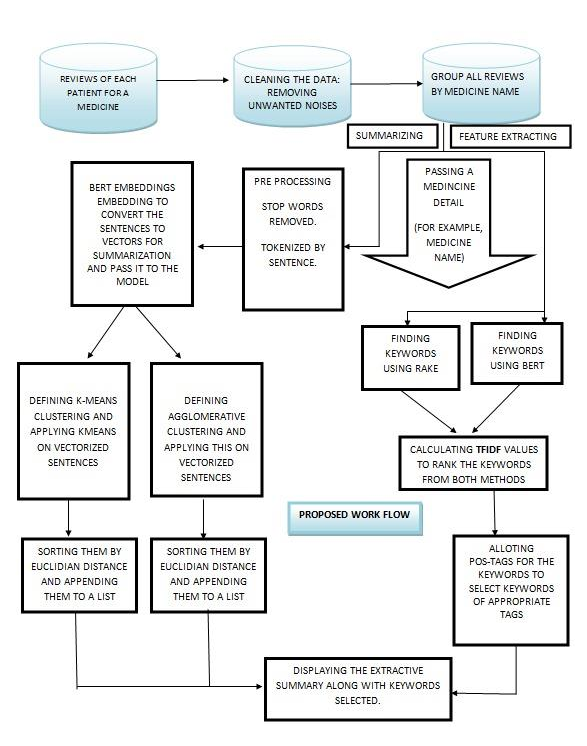 REVIEWS OF EACH
PATIENT FOR A
MEDICINE
CLEANING THE DATA:
REMOVING
UNWANTED NOISES
GROUP ALL REVIEWS
BY MEDICINE NAME
SUMMARIZING
FEATURE EXTRACTING
BERT EMBEDDINGS
EMBEDDING TO
CONVERT THE
SENTENCES TO
VECTORS FOR
SUMMARIZATION
AND PASS IT TO THE
MODEL
PRE PROCESSING
STOP WORDS
REMOVED.
TOKENIZED BY
SENTENCE.
PASSING A
MEDINCINE
DETAIL
(FOR EXAMPLE,
MEDICINE
NAME)
FINDING
KEYWORDS
USING RAKE
FINDING
KEYWORDS
USING BERT
DEFINING K-MEANS
CLUSTERING AND
APPLYING KMEANS
ON VECTORIZED
SENTENCES
DEFINING
AGGLOMERATIVE
CLUSTERING AND
APPLYING THIS ON
VECTORIZED
SENTENCES
CALCULATING TFIDF VALUES
TO RANK THE KEYWORDS
FROM BOTH METHODS
PROPOSED WORK FLOW
SORTING THEM BY
EUCLIDIAN DISTANCE
AND APPENDING
THEM TO A LIST
SORTING THEM BY
EUCLIDIAN DISTANCE
AND APPENDING
THEM TO A LIST
ALLOTING
POS-TAGS FOR THE
KEYWORDS TO
SELECT KEYWORDS
OF APPROPRIATE
TAGS
DISPLAYING THE EXTRACTIVE
SUMMARY ALONG WITH KEYWORDS
SELECTED.